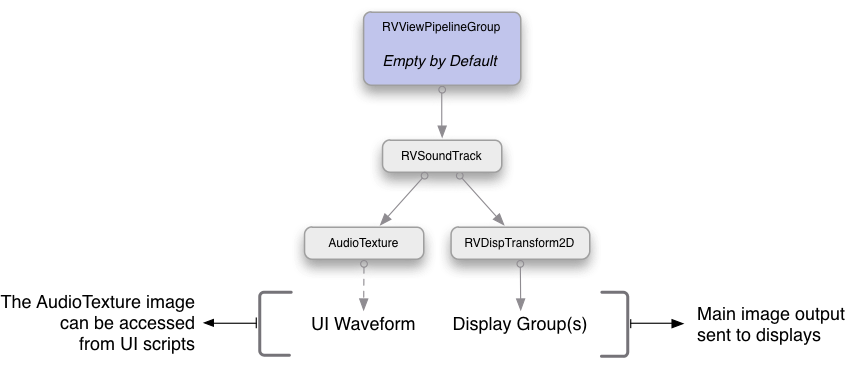 RVViewPipelineGroup
Empty by Default
RVSoundTrack
AudioTexture
RVDispTransform2D
The AudioTexture image
can be accessed
from UI scripts
UI Waveform
Display Group(s)
Main image output
sent to displays